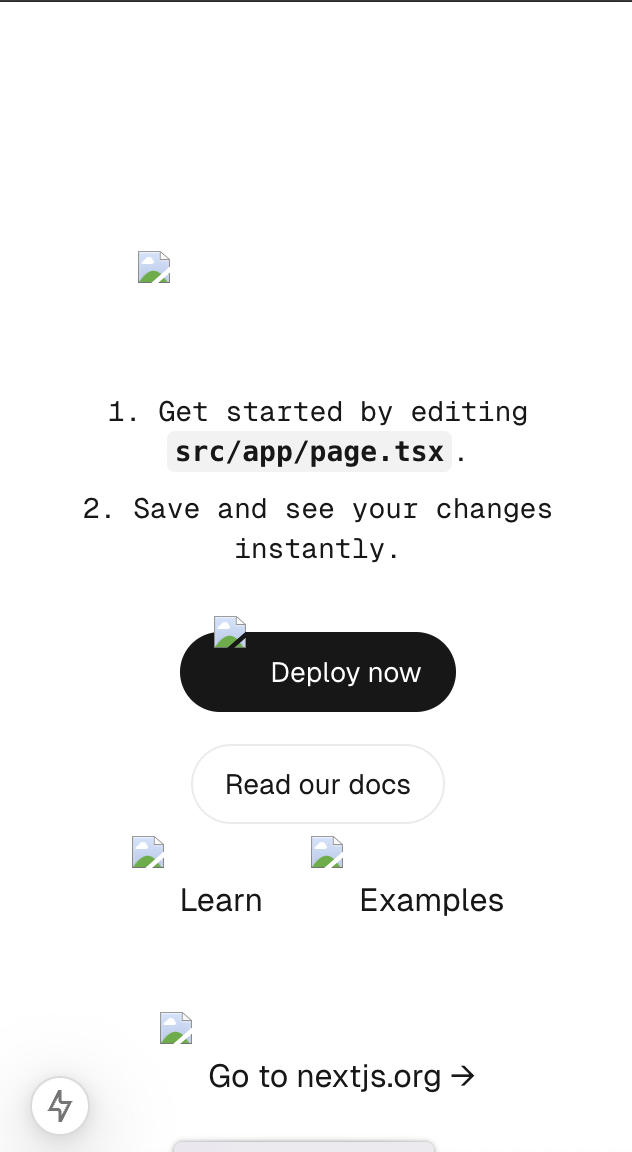 1. Get started by editing
src/app/page.tsx.
2. Save and see your changes
instantly.
Deploy now
Read our docs
Learn
Examples
Go to nextjs.org →